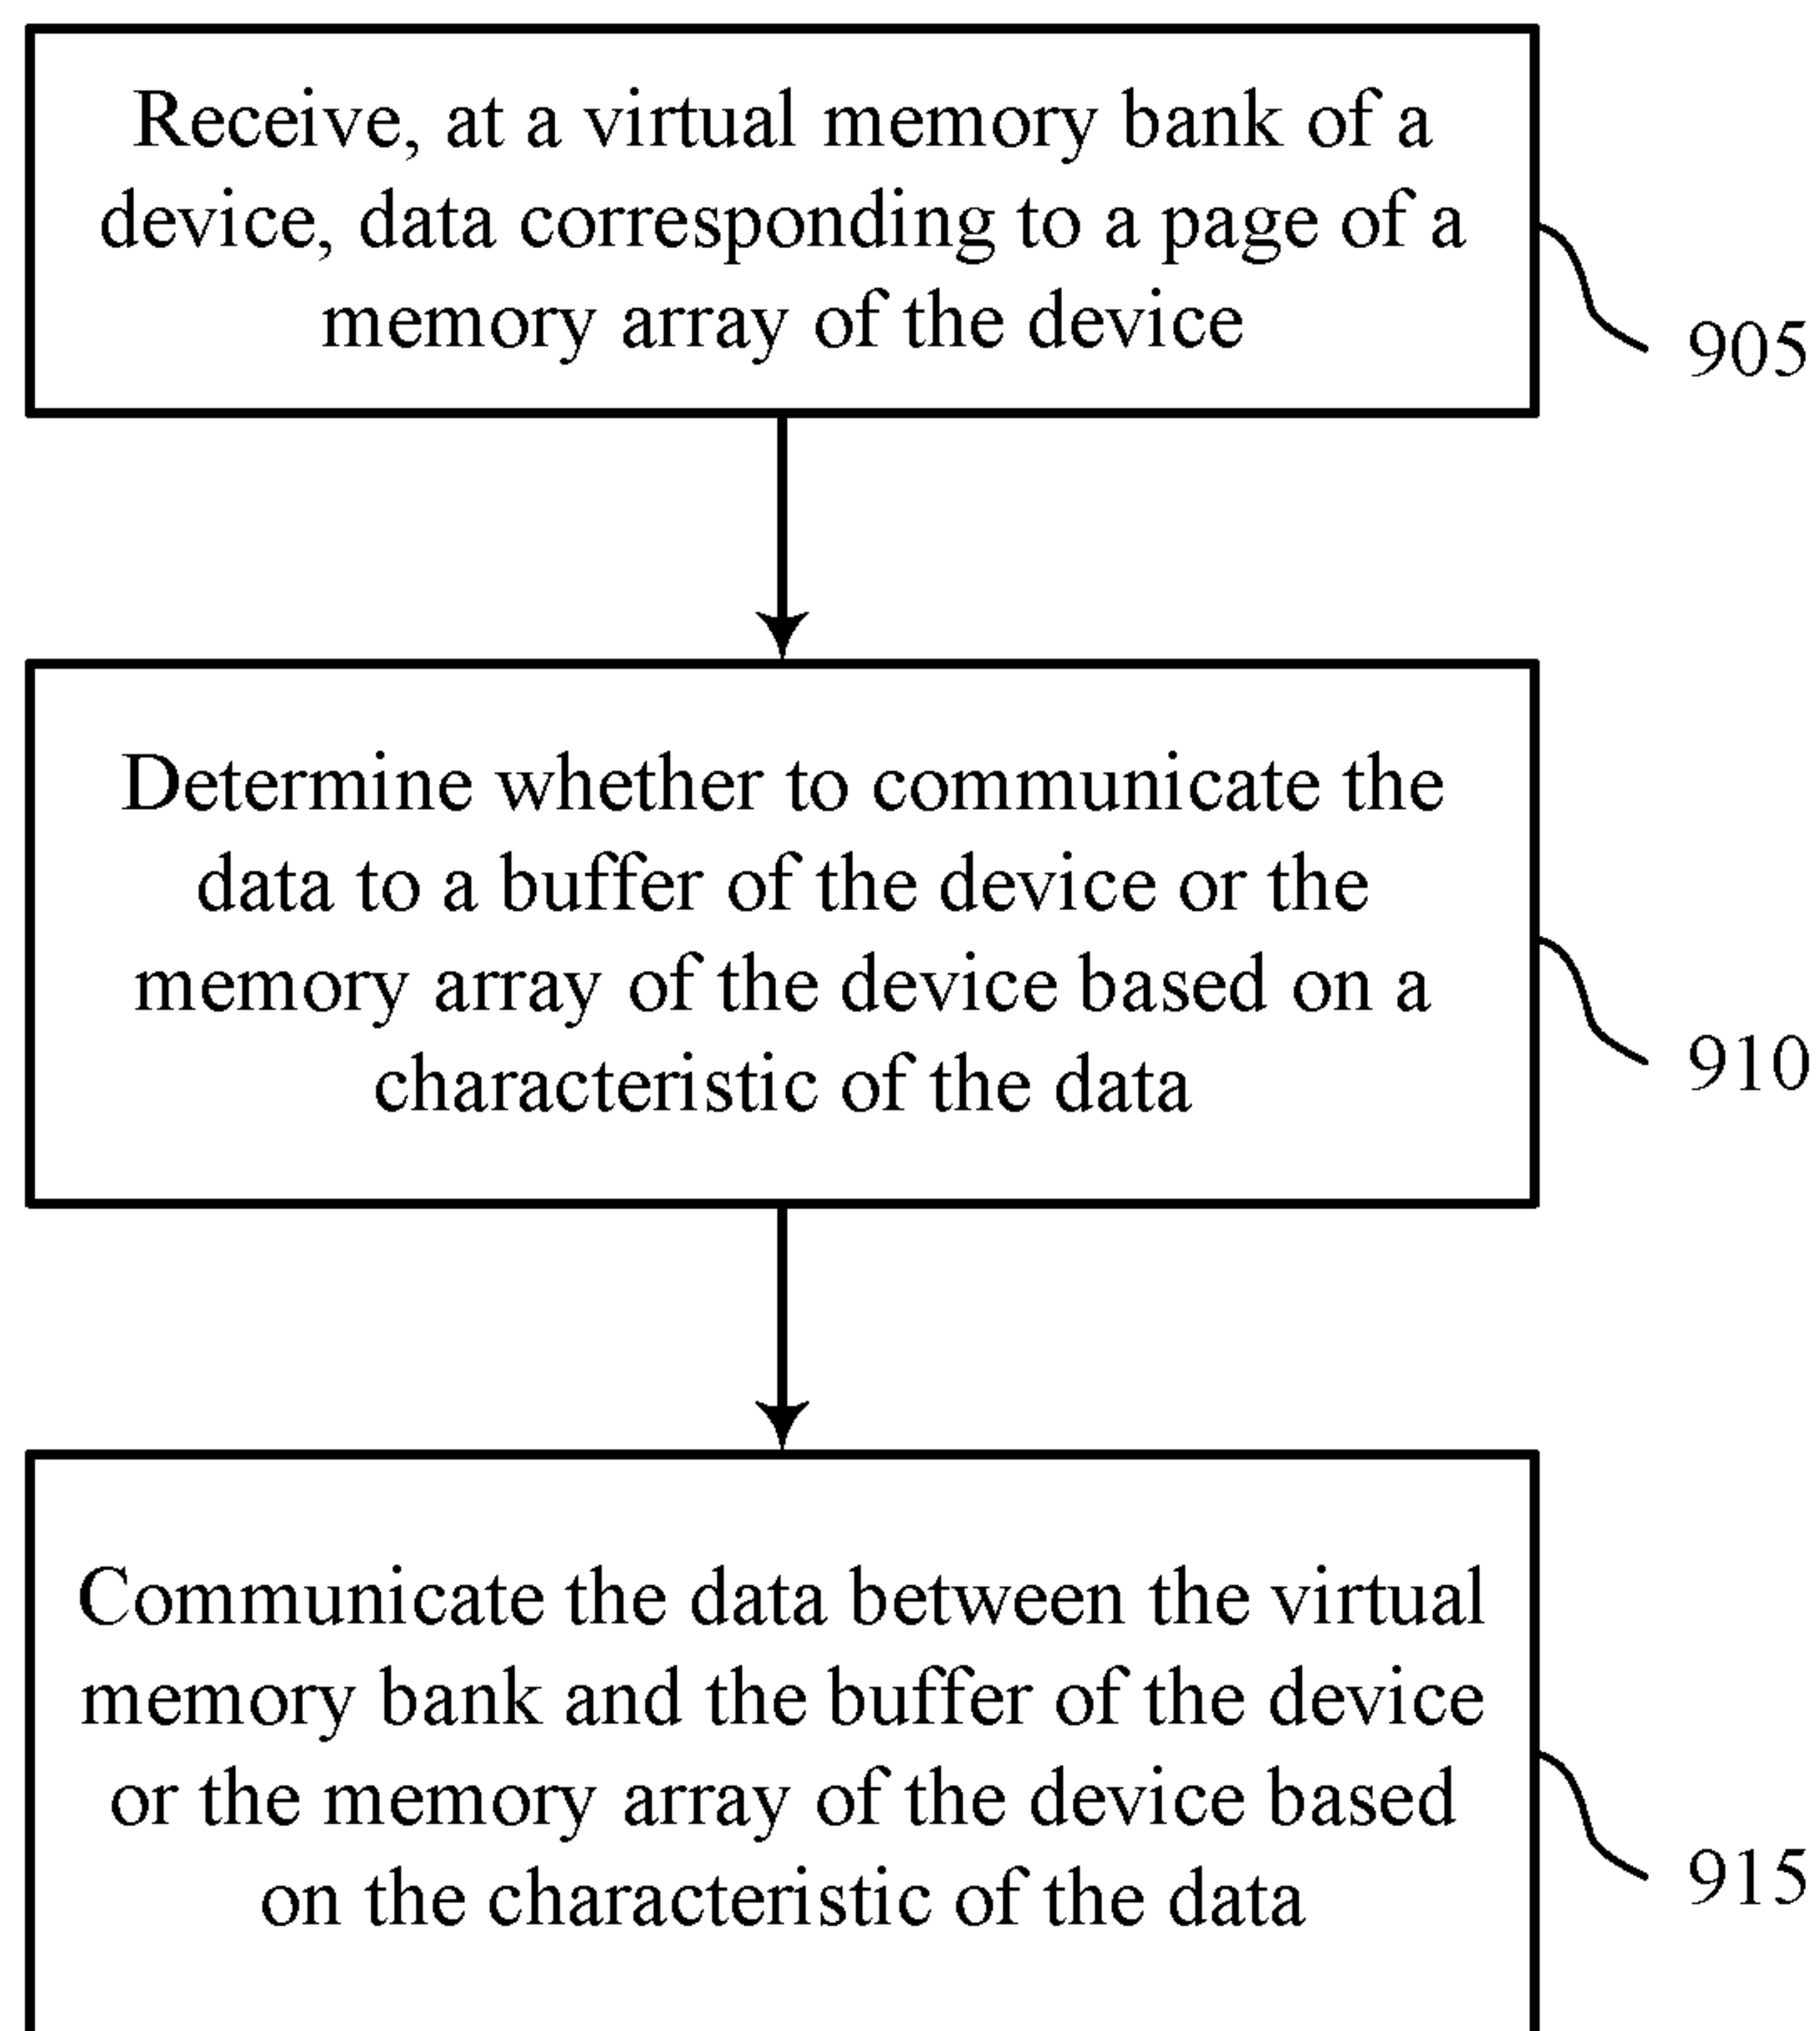 Receive, at a virtual memory bank of a
device, data corresponding to a page of a
memory array of the device
905
Determine whether to communicate the
data to a buffer of the device or the
memory array of the device based on a
characteristic of the data
910
Communicate the data between the virtual
memory bank and the buffer of the device
or the memory array of the device based
on the characteristic of the data
915